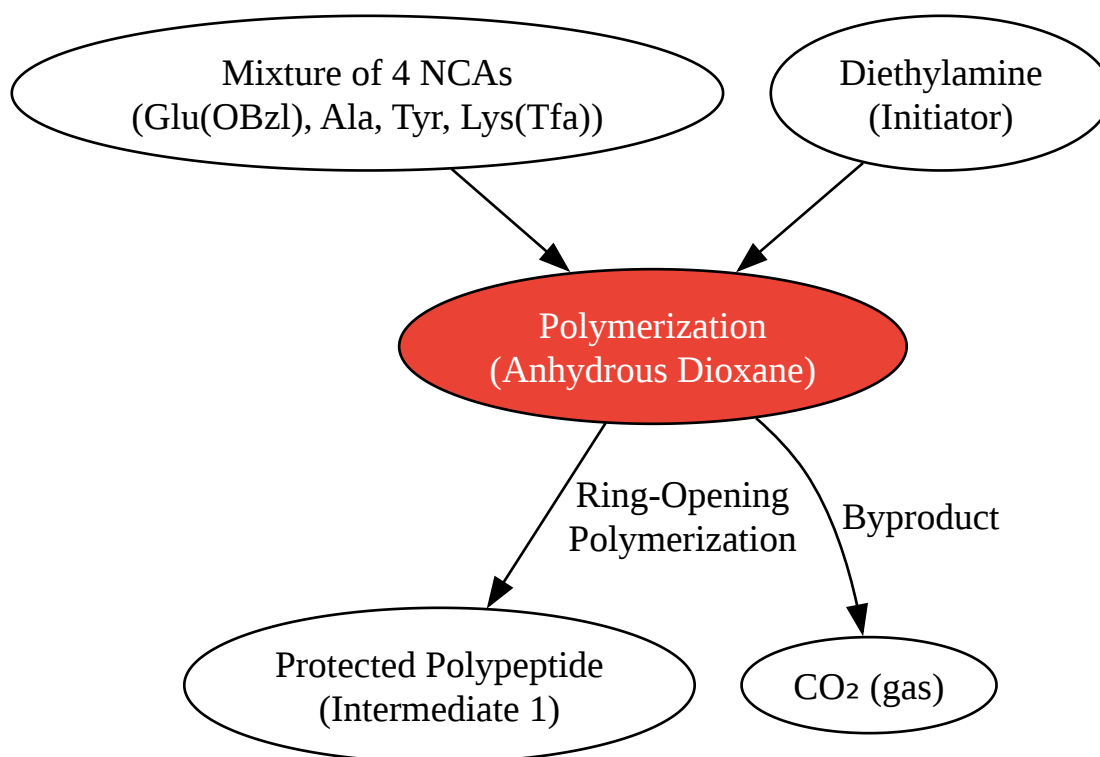 Mixture of 4 NCAs
(Glu(OBzl), Ala, Tyr, Lys(Tfa))
Diethylamine
(Initiator)
Polymerization
(Anhydrous Dioxane)
Ring-Opening
Polymerization
Byproduct
Protected Polypeptide
(Intermediate 1)
CO₂ (gas)